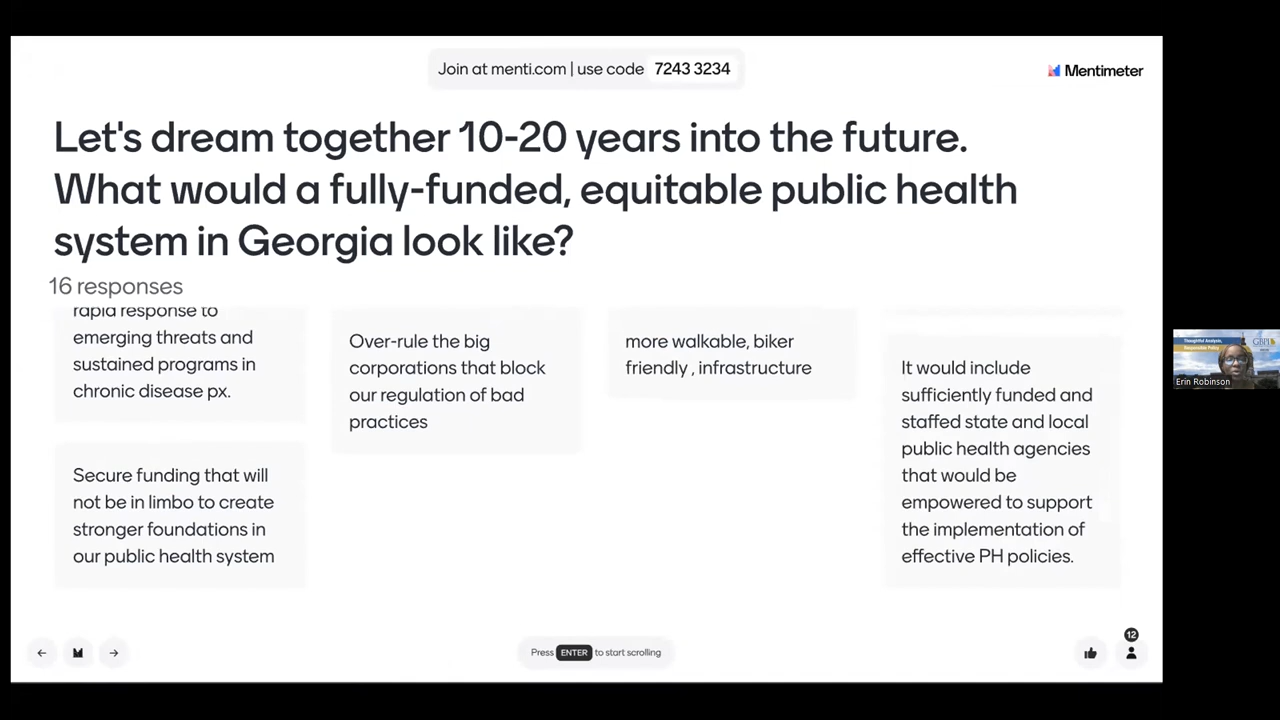 Join at menti.com | use code 7243 3234
Mentimeter
Let's dream together 10-20 years into the future.
What would a fully-funded, equitable public health
system in Georgia look like?
16 responses
rapid response to
emerging threats and
sustained programs in
chronic disease px.
Secure funding that will
not be in limbo to create
stronger foundations in
our public health system
Over-rule the big
corporations that block
our regulation of bad
practices
more walkable, biker
friendly , infrastructure
It would include
sufficiently funded and
staffed state and local
public health agencies
that would be
empowered to support
the implementation of
effective PH policies.
Press ENTER to start scrolling
12
Thoughtful Analysis,
Responsible Policy
GBPI
Erin Robinson